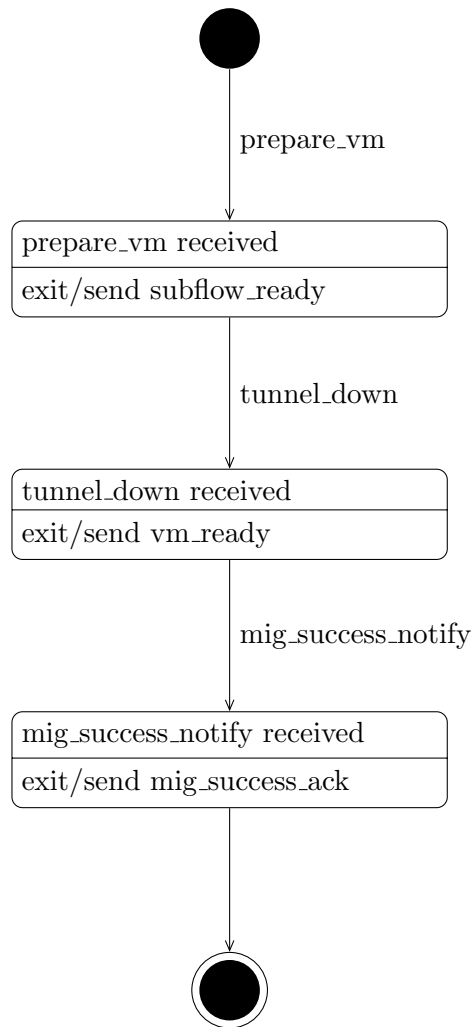 prepare_vm
prepare_vm received
exit/send subflow_ready
tunnel_down
tunnel_down received
exit/send vm_ready
mig_success_notify
mig_success_notify received
exit/send mig_success_ack